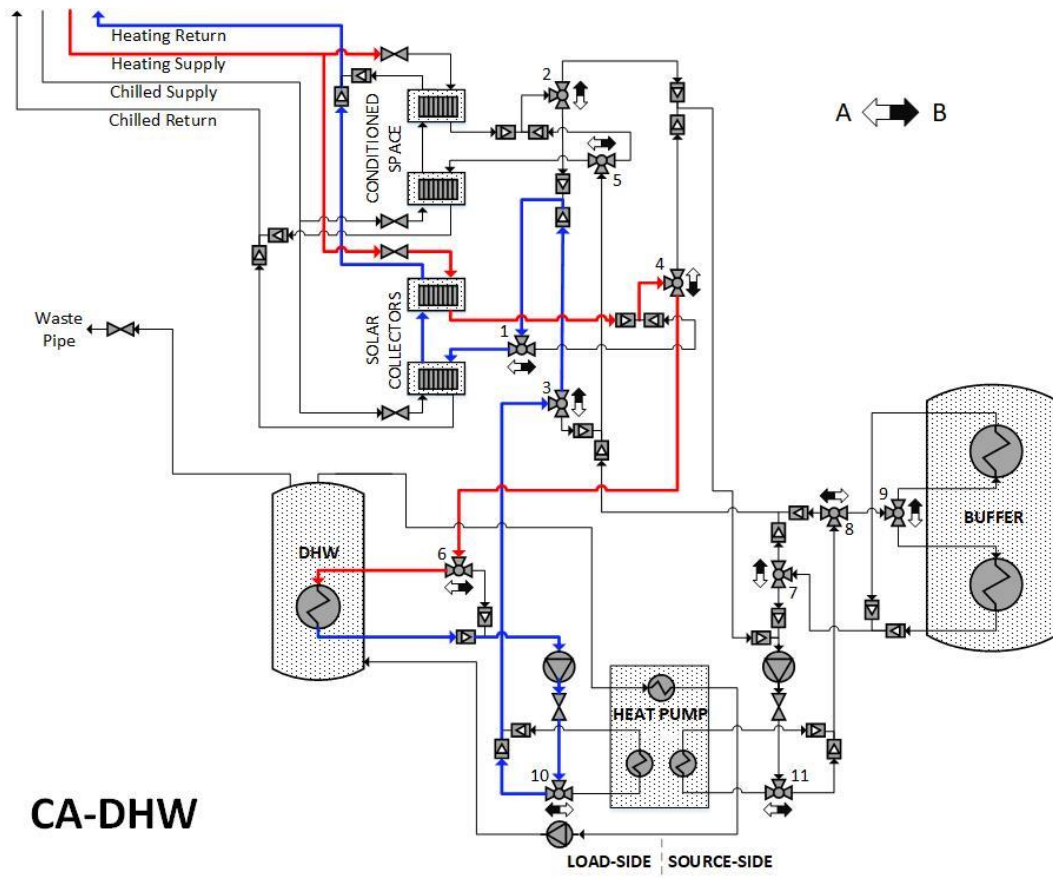 Heating Return
Heating Supply
Chilled Supply
Chilled Return
CONDITIONED
SPACE
2
A
B
5
4
SOLAR
COLLECTORS
Waste
Pipe
1
3
DHW
6
9
8
BUFFER
7
HEAT PUMP
10
11
CA-DHW
LOAD-SIDE
SOURCE-SIDE